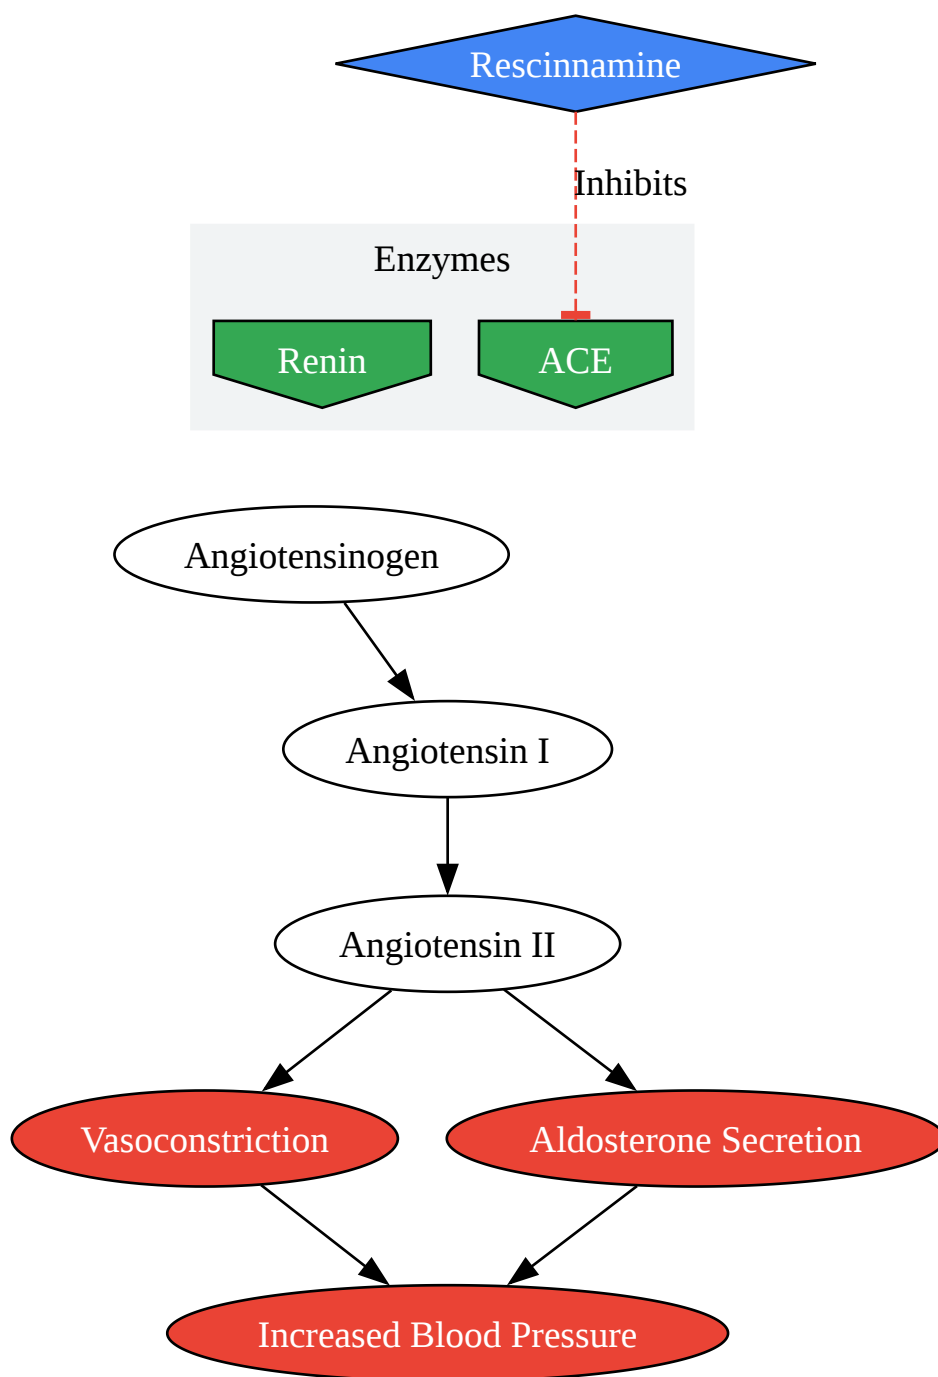 Rescinnamine
Inhibits
Enzymes
Renin
ACE
Angiotensinogen
Angiotensin I
Angiotensin II
Vasoconstriction
Aldosterone Secretion
Increased Blood Pressure